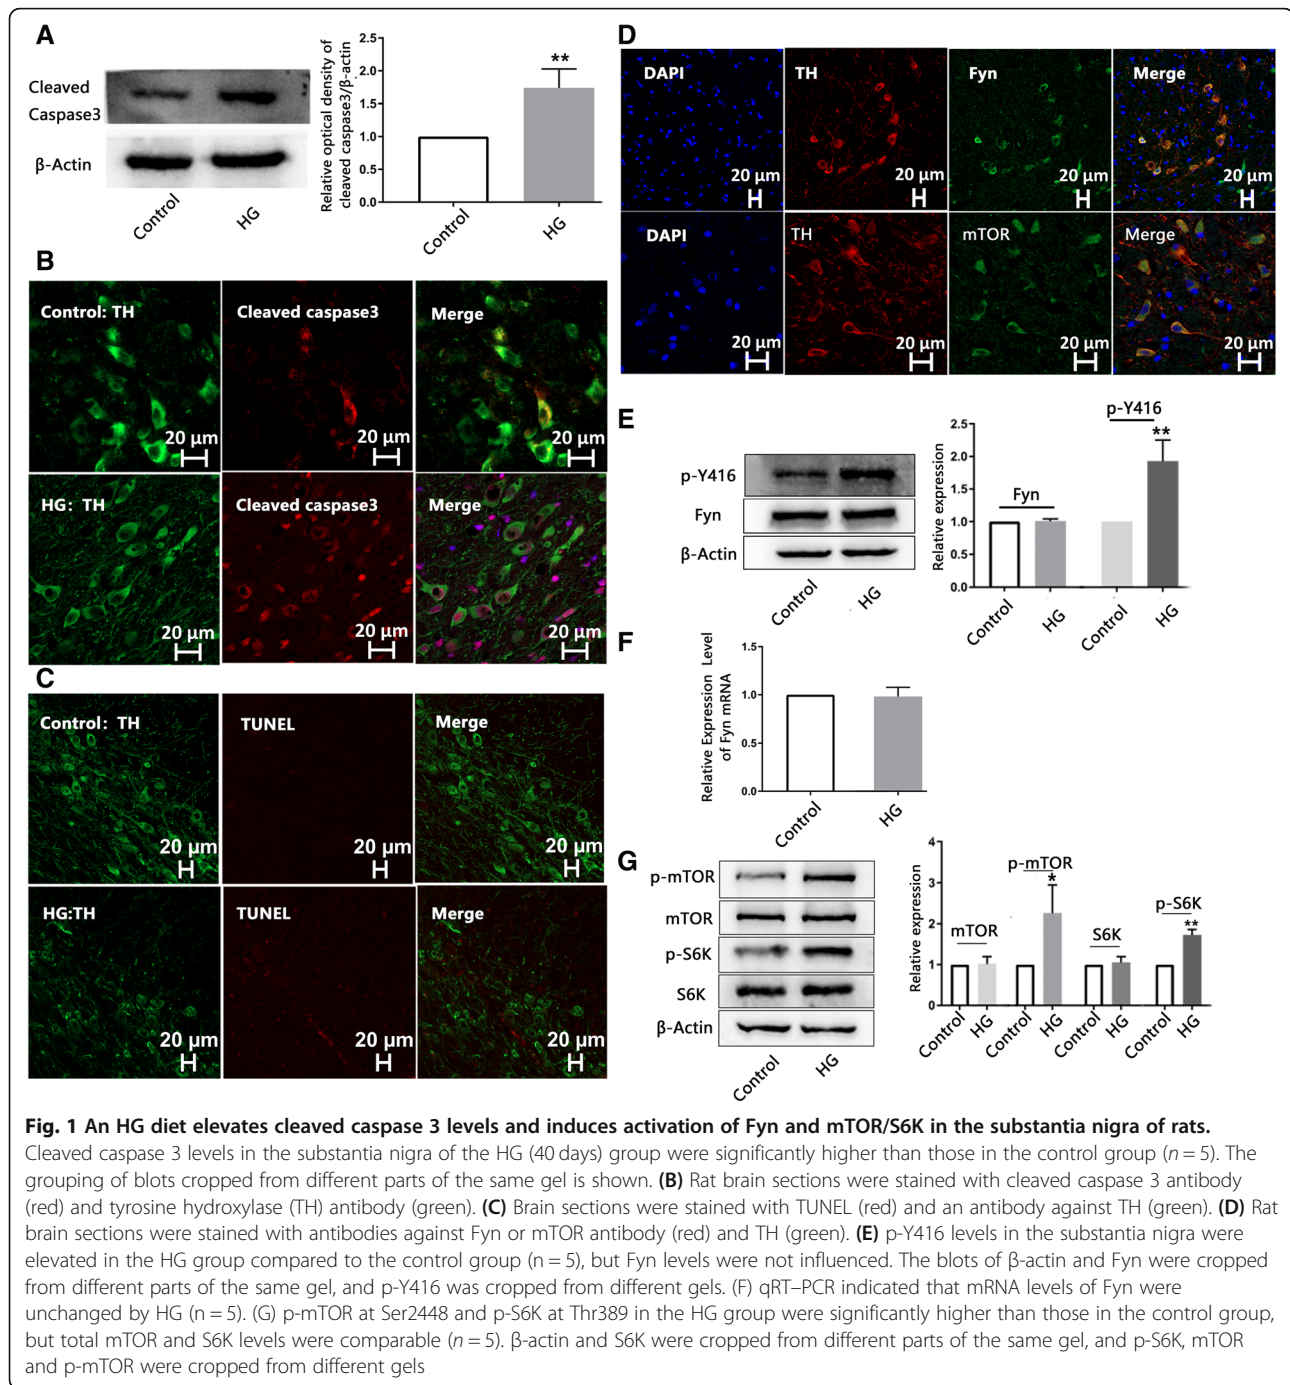 A
Cleaved
Caspase3
β-Actin
Control
HG
Relative optical density of
cleaved caspase3/β-actin
2.5
2.0
1.5
1.0
0.5
0.0
**
Control
HG
B
Control: TH
Cleaved caspase3
Merge
20 μm
20 μm
20 μm
HG: TH
Cleaved caspase3
Merge
20 μm
20 μm
20 μm
C
Control: TH
TUNEL
Merge
20 μm
20 μm
20 μm
HG:TH
TUNEL
Merge
20 μm
20 μm
20 μm
D
DAPI
TH
Fyn
Merge
20 μm
20 μm
20 μm
20 μm
DAPI
TH
mTOR
Merge
20 μm
20 μm
20 μm
20 μm
E
p-Y416
Fyn
β-Actin
Control
HG
Relative expression
2.5
2.0
1.5
1.0
0.5
0.0
Fyn
p-Y416
**
Control
HG
Control
HG
F
Relative Expression Level
of Fyn mRNA
1.5
1.0
0.5
0.0
Control
HG
G
p-mTOR
mTOR
p-S6K
S6K
β-Actin
Control
HG
Relative expression
4
3
2
1
0
mTOR
p-mTOR
*
S6K
p-S6K
**
Control
HG
Control
HG
Control
HG
Control
HG
Fig. 1 An HG diet elevates cleaved caspase 3 levels and induces activation of Fyn and mTOR/S6K in the substantia nigra of rats.
Cleaved caspase 3 levels in the substantia nigra of the HG (40 days) group were significantly higher than those in the control group (n = 5). The
grouping of blots cropped from different parts of the same gel is shown. (B) Rat brain sections were stained with cleaved caspase 3 antibody
(red) and tyrosine hydroxylase (TH) antibody (green). (C) Brain sections were stained with TUNEL (red) and an antibody against TH (green). (D) Rat
brain sections were stained with antibodies against Fyn or mTOR antibody (red) and TH (green). (E) p-Y416 levels in the substantia nigra were
elevated in the HG group compared to the control group (n = 5), but Fyn levels were not influenced. The blots of β-actin and Fyn were cropped
from different parts of the same gel, and p-Y416 was cropped from different gels. (F) qRT–PCR indicated that mRNA levels of Fyn were
unchanged by HG (n = 5). (G) p-mTOR at Ser2448 and p-S6K at Thr389 in the HG group were significantly higher than those in the control group,
but total mTOR and S6K levels were comparable (n = 5). β-actin and S6K were cropped from different parts of the same gel, and p-S6K, mTOR
and p-mTOR were cropped from different gels